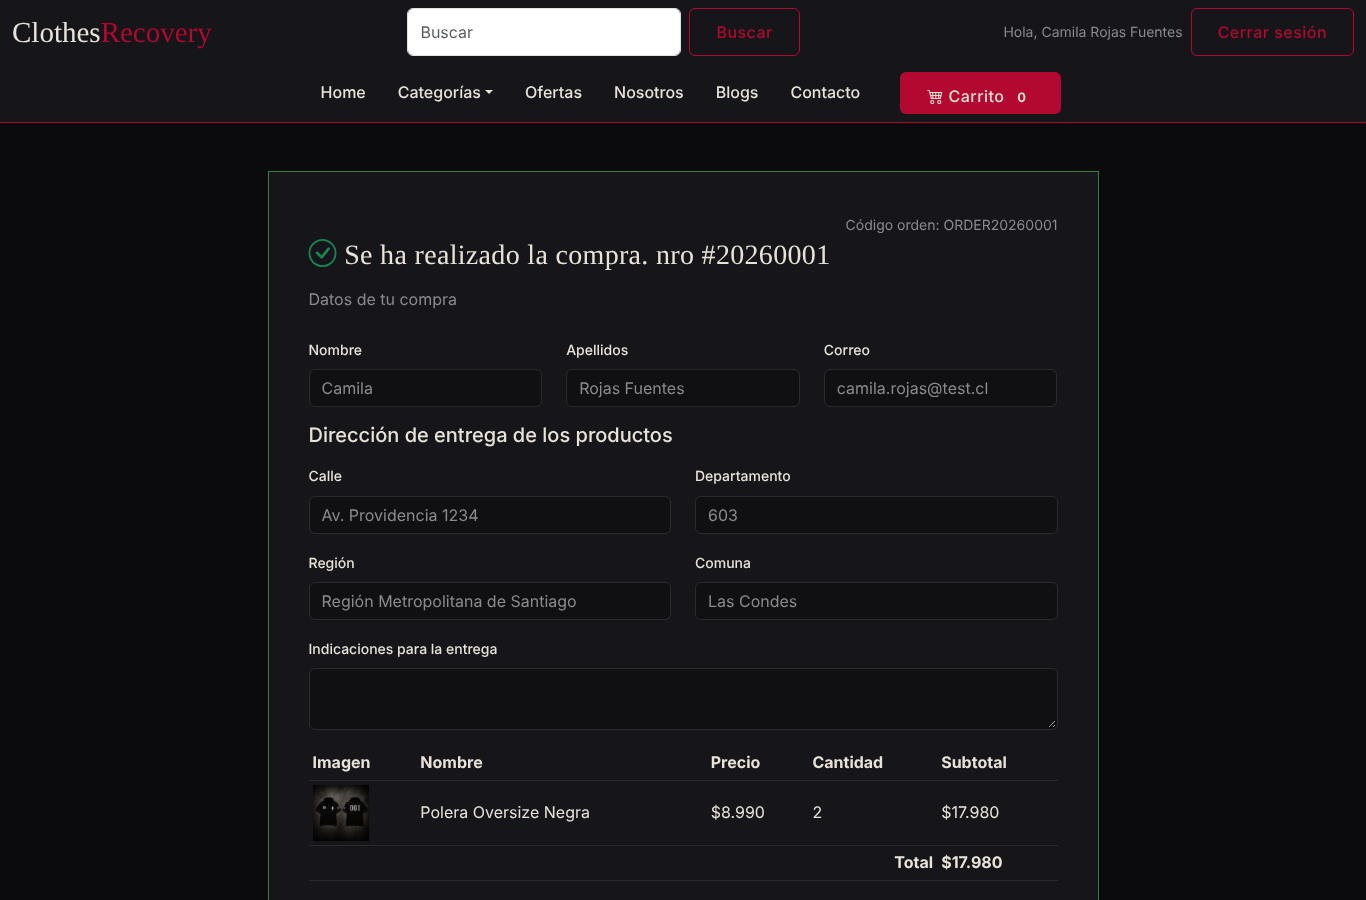 ClothesRecovery
Buscar
Buscar
Hola, Camila Rojas Fuentes
Cerrar sesión
Home
Categorías
Ofertas
Nosotros
Blogs
Contacto
Carrito 0
Código orden: ORDER20260001
Se ha realizado la compra. nro #20260001
Datos de tu compra
Nombre
Apellidos
Correo
Camila
Rojas Fuentes
camila.rojas@test.cl
Dirección de entrega de los productos
Calle
Departamento
Av. Providencia 1234
603
Región
Comuna
Región Metropolitana de Santiago
Las Condes
Indicaciones para la entrega
Imagen Nombre Precio Cantidad Subtotal
001
Polera Oversize Negra $8.990 2 $17.980
Total $17.980